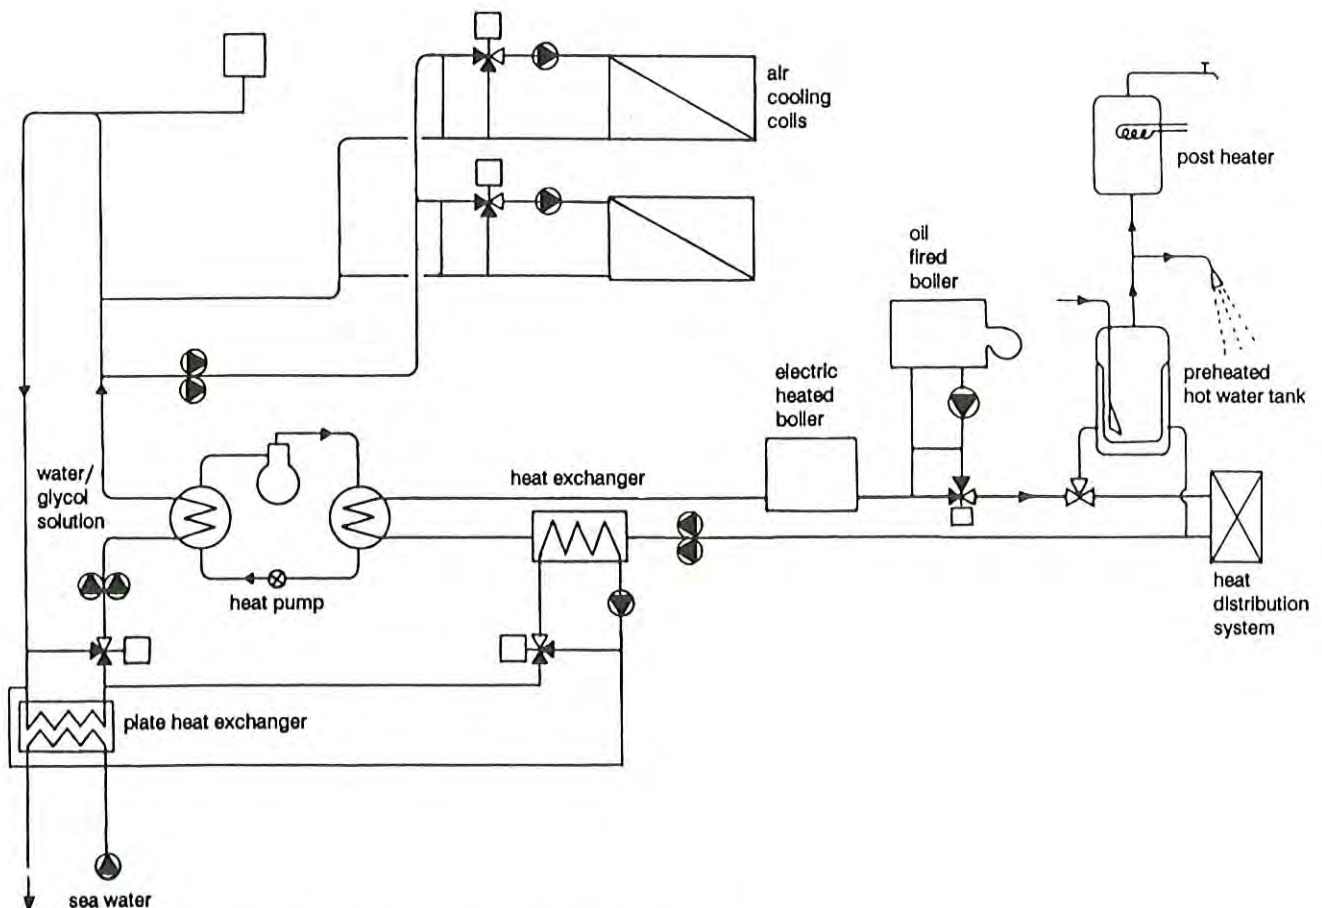 air
cooling
coils
post heater
oil
fired
boiler
preheated
hot water tank
electric
heated
boiler
water/
glycol
solution
heat exchanger
heat pump
heat
distribution
system
plate heat exchanger
sea water